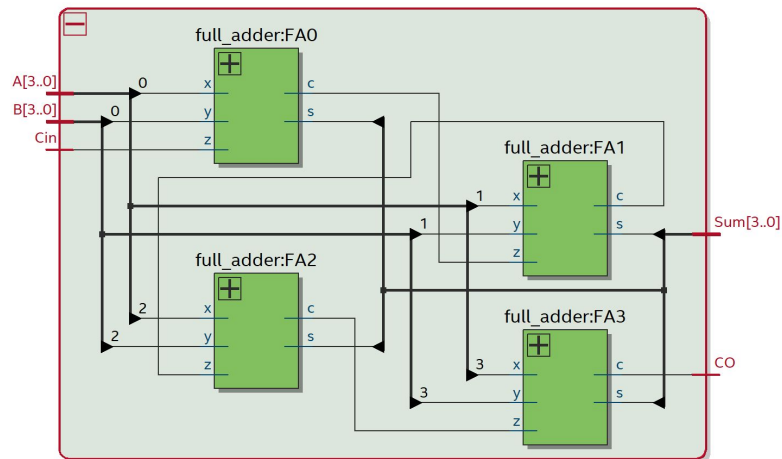 full_adder:FA0
A[3..0]
0
x
c
B[3..0]
0
y
s
Cin
z
full_adder:FA1
1
x
c
1
y
s
Sum[3..0]
z
full_adder:FA2
2
x
c
2
y
s
z
full_adder:FA3
3
x
c
CO
3
y
s
z